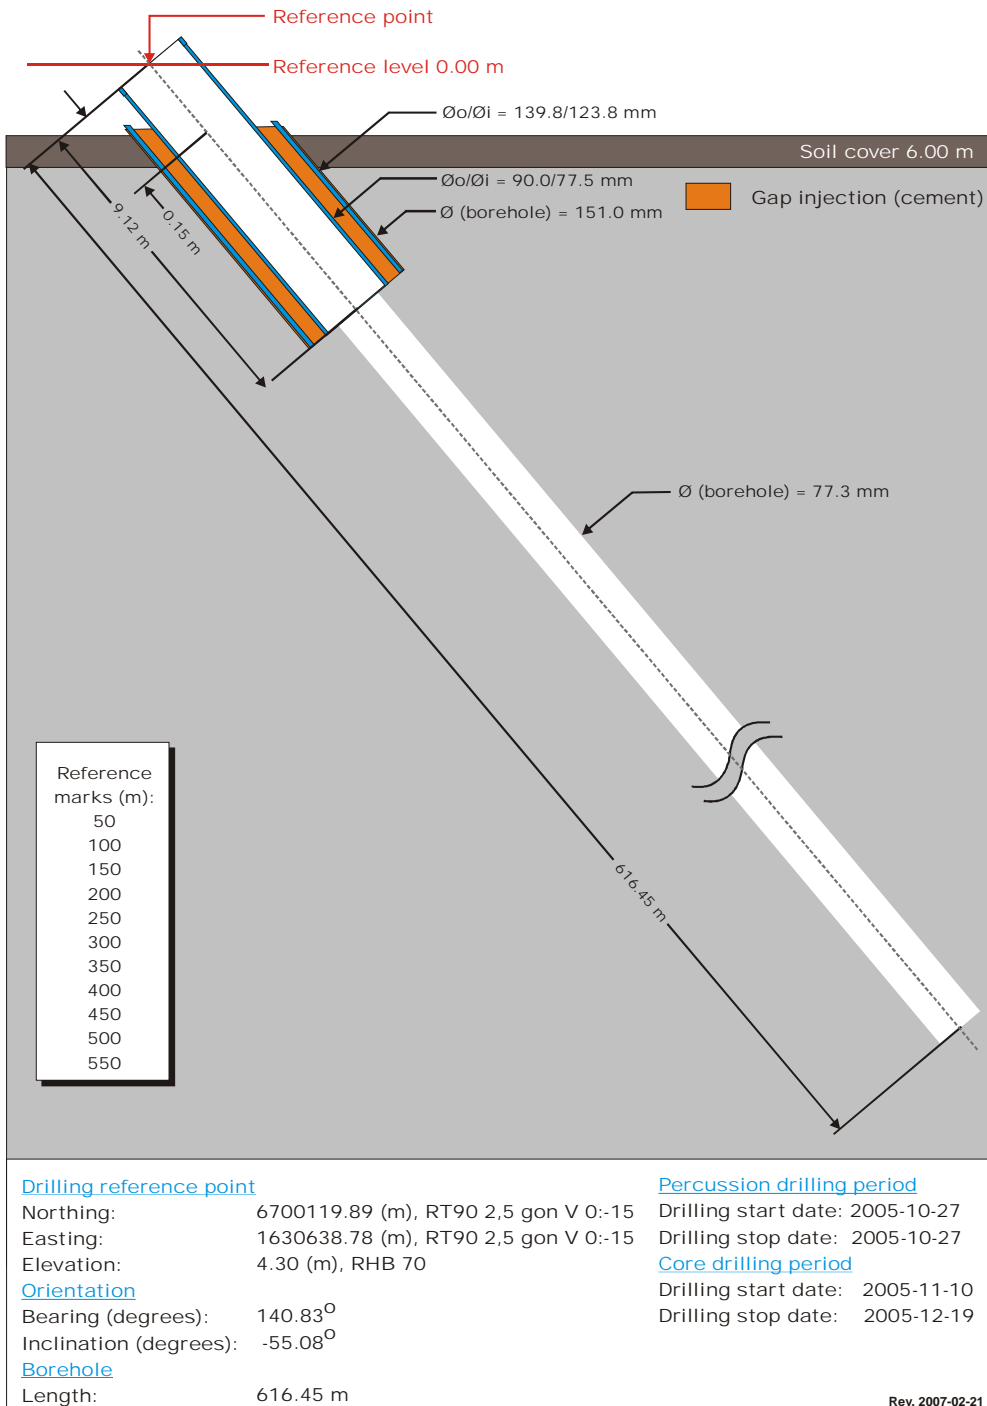 Reference point
Reference level 0.00 m
Øo/Øi = 139.8/123.8 mm
Soil cover 6.00 m
Øo/Øi = 90.0/77.5 mm
Gap injection (cement)
Ø (borehole) = 151.0 mm
9.12 m
0.15 m
Ø (borehole) = 77.3 mm
616.45 m
Reference
marks (m):
50
100
150
200
250
300
350
400
450
500
550
Drilling reference point
Northing: 6700119.89 (m), RT90 2,5 gon V 0:-15
Easting: 1630638.78 (m), RT90 2,5 gon V 0:-15
Elevation: 4.30 (m), RHB 70
Orientation
Bearing (degrees): 140.83°
Inclination (degrees): -55.08°
Borehole
Length: 616.45 m
Percussion drilling period
Drilling start date: 2005-10-27
Drilling stop date: 2005-10-27
Core drilling period
Drilling start date: 2005-11-10
Drilling stop date: 2005-12-19
Rev. 2007-02-21